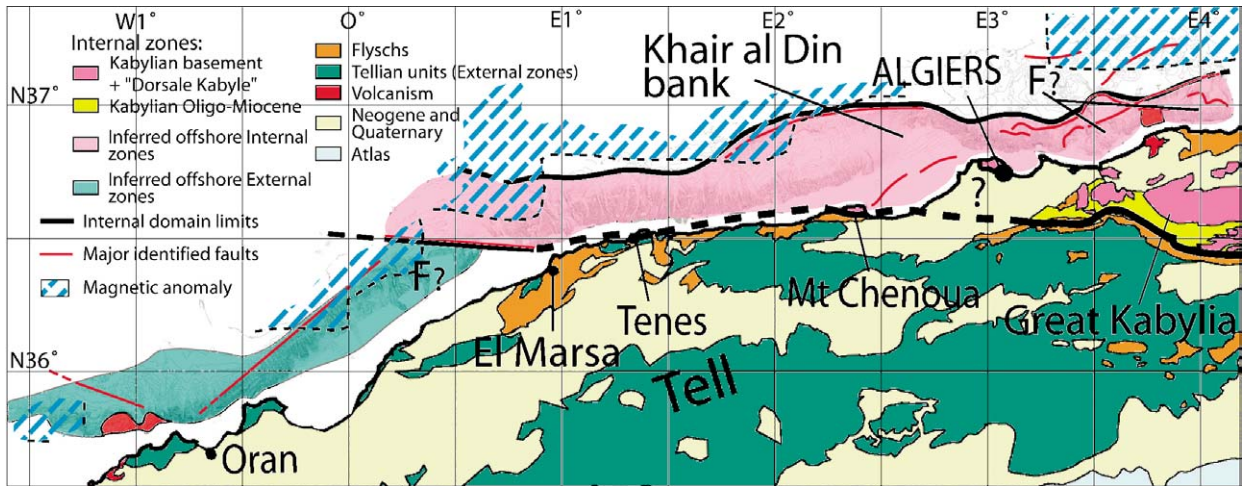 W1° 0° E1° E2° E3° E4°
N37°
N36°
Internal zones:
Kabylian basement
+ "Dorsale Kabyle"
Kabylian Oligo-Miocene
Inferred offshore Internal
zones
Inferred offshore External
zones
Internal domain limits
Major identified faults
Magnetic anomaly
Flyschs
Tellian units (External zones)
Volcanism
Neogene and
Quaternary
Atlas
Khair al Din
bank
ALGIERS
F?
?
F?
Mt Chenoua
Great Kabylia
Tenes
El Marsa
Tell
Oran